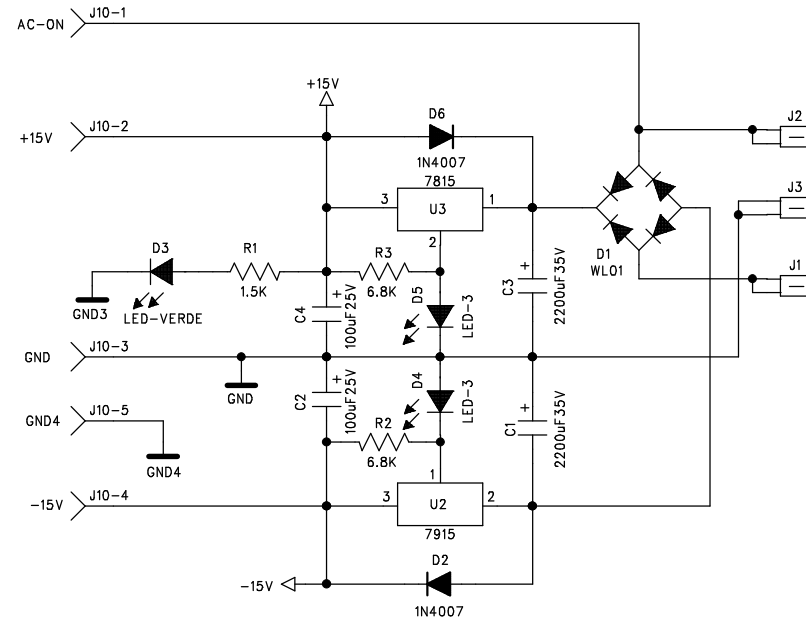 AC-ON
J10-1
J2
+15V
+15V
J10-2
D6
1N4007
7815
3
U3
1
2
J3
D1
WL01
D3
R1
1.5K
R3
6.8K
D5
LED-3
C3
2200uF35V
J1
GND3
LED-VERDE
C4
100uF25V
GND
J10-3
GND
C2
100uF25V
D4
LED-3
C1
2200uF35V
GND4
J10-5
GND4
R2
6.8K
-15V
J10-4
1
3
U2
2
7915
-15V
D2
1N4007
+
+
+
+